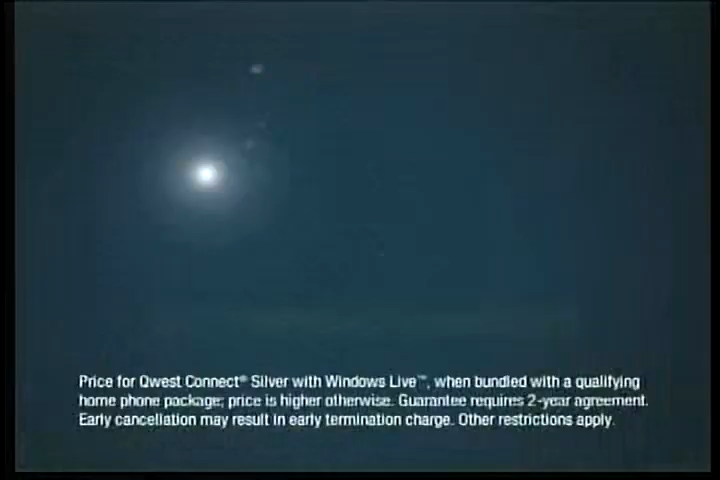 Price for Qwest Connect® Silver with Windows Live™, when bundled with a qualifying
home phone package; price is higher otherwise. Guarantee requires 2-year agreement.
Early cancellation may result in early termination charge. Other restrictions apply.